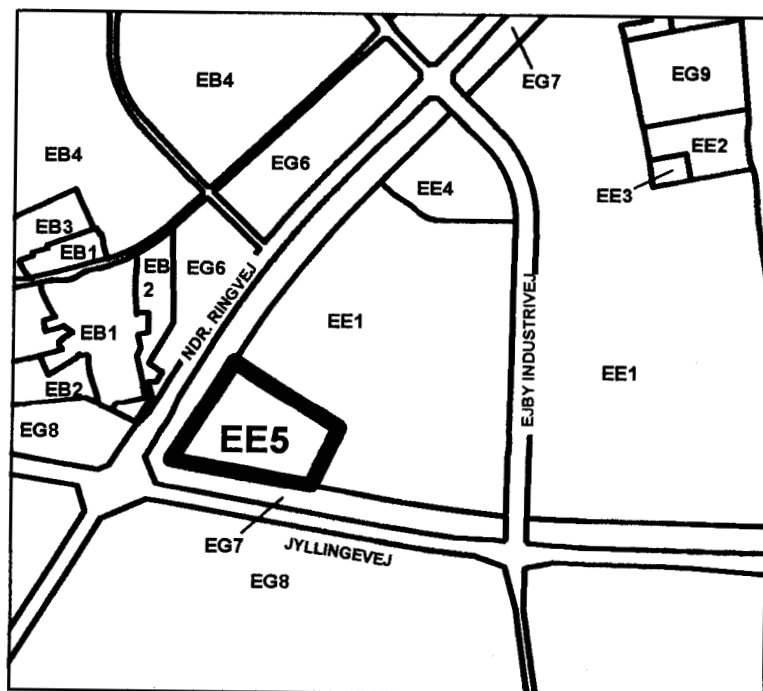 EG7
EB4
EG9
EB4
EG6
EE2
EE4
EE3
EB3
EB1
EB
2
EG6
NDR. RINGVEJ
EJBY INDUSTRIVEJ
EE1
EB1
EE1
EB2
EG8
EE5
EG7
JYLLINGEVEJ
EG8